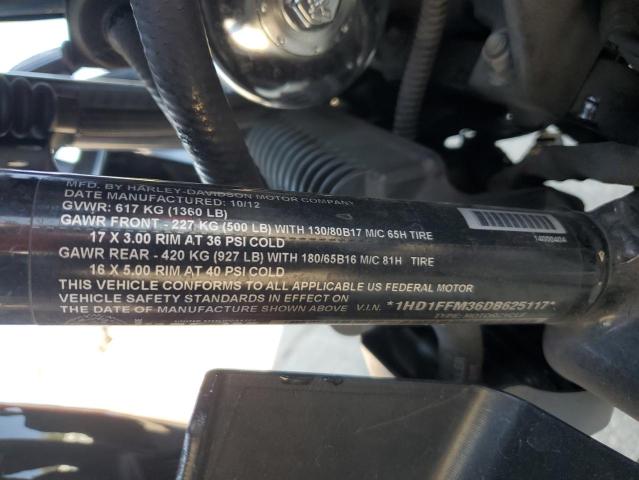 MFD. BY HARLEY-DAVIDSON MOTOR COMPANY
DATE MANUFACTURED: 10/12
GVWR: 617 KG (1360 LB)
GAWR FRONT - 227 KG (500 LB) WITH 130/80B17 M/C 65H TIRE
17 X 3.00 RIM AT 36 PSI COLD
GAWR REAR - 420 KG (927 LB) WITH 180/65B16 M/C 81H TIRE
16 X 5.00 RIM AT 40 PSI COLD
THIS VEHICLE CONFORMS TO ALL APPLICABLE US FEDERAL MOTOR
VEHICLE SAFETY STANDARDS IN EFFECT ON
THE DATE OF MANUFACTURE SHOWN ABOVE V.I.N. *1HD1FFM36DB625117*
TYPE: MOTORCYCLE
14000404